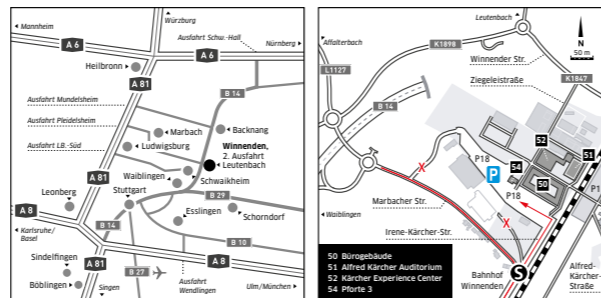 Mannheim
Würzburg
A 6
Ausfahrt Schw.-Hall
Nürnberg
A 6
Heilbronn
A 81
A 81
B 14
Ausfahrt Mundelsheim
Ausfahrt Pleidelsheim
Ausfahrt LB.-Süd
Marbach
Ludwigsburg
Backnang
Winnenden,
2. Ausfahrt
Leutenbach
Waiblingen
Schwaikheim
A 81
Leonberg
Stuttgart
B 29
Esslingen
Schorndorf
A 8
Karlsruhe/
Basel
B 14
B 10
A 8
Sindelfingen
A 81
B 27
Böblingen
Singen
Ausfahrt
Wendlingen
Ulm/München
Leutenbach
Affalterbach
K1898
Winnender Str.
N
50 m
L1127
K1847
Ziegeleistraße
B 14
52
51
P18
54
P
50
P18
X
Marbacher Str.
Waiblingen
X
Irene-Kärcher-Str.
50 Bürogebäude
51 Alfred Kärcher Auditorium
52 Kärcher Experience Center
54 Pforte 3
Bahnhof
Winnenden
S
Alfred-Kärcher-
Straße